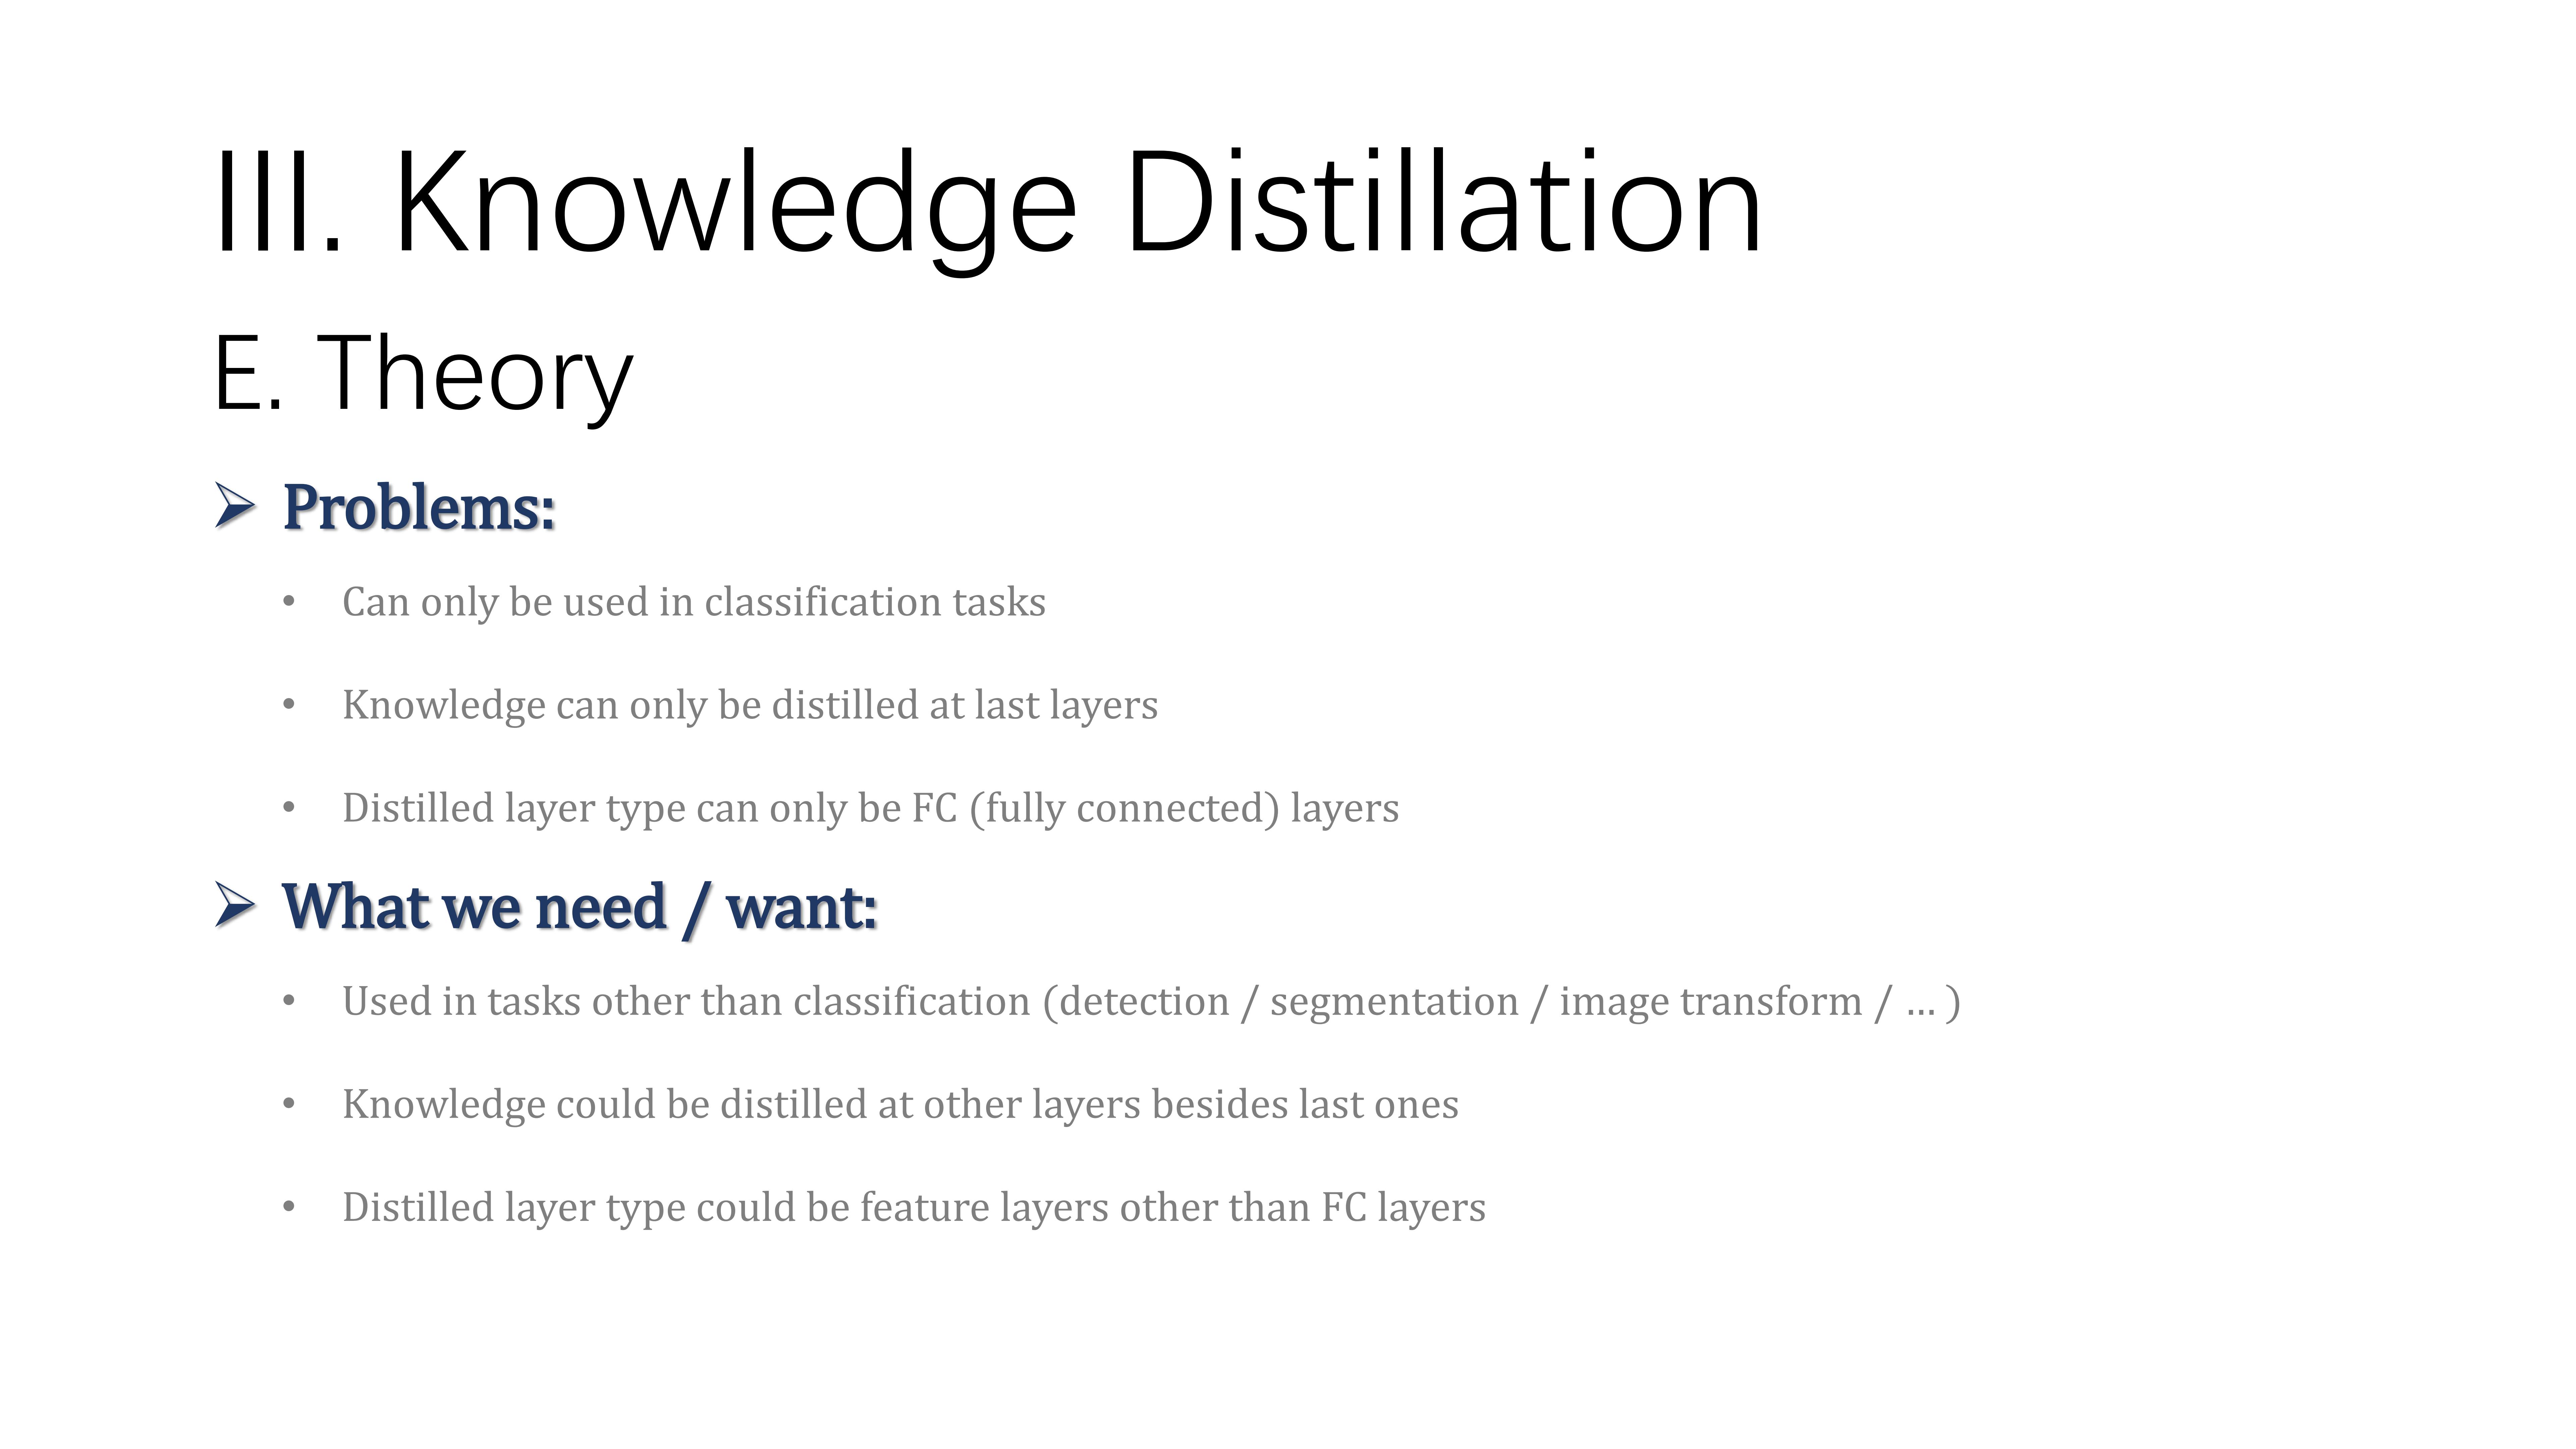 III. Knowledge Distillation
E. Theory
➢ Problems:
• Can only be used in classification tasks
• Knowledge can only be distilled at last layers
• Distilled layer type can only be FC (fully connected) layers
➢ What we need / want:
• Used in tasks other than classification (detection / segmentation / image transform / ... )
• Knowledge could be distilled at other layers besides last ones
• Distilled layer type could be feature layers other than FC layers